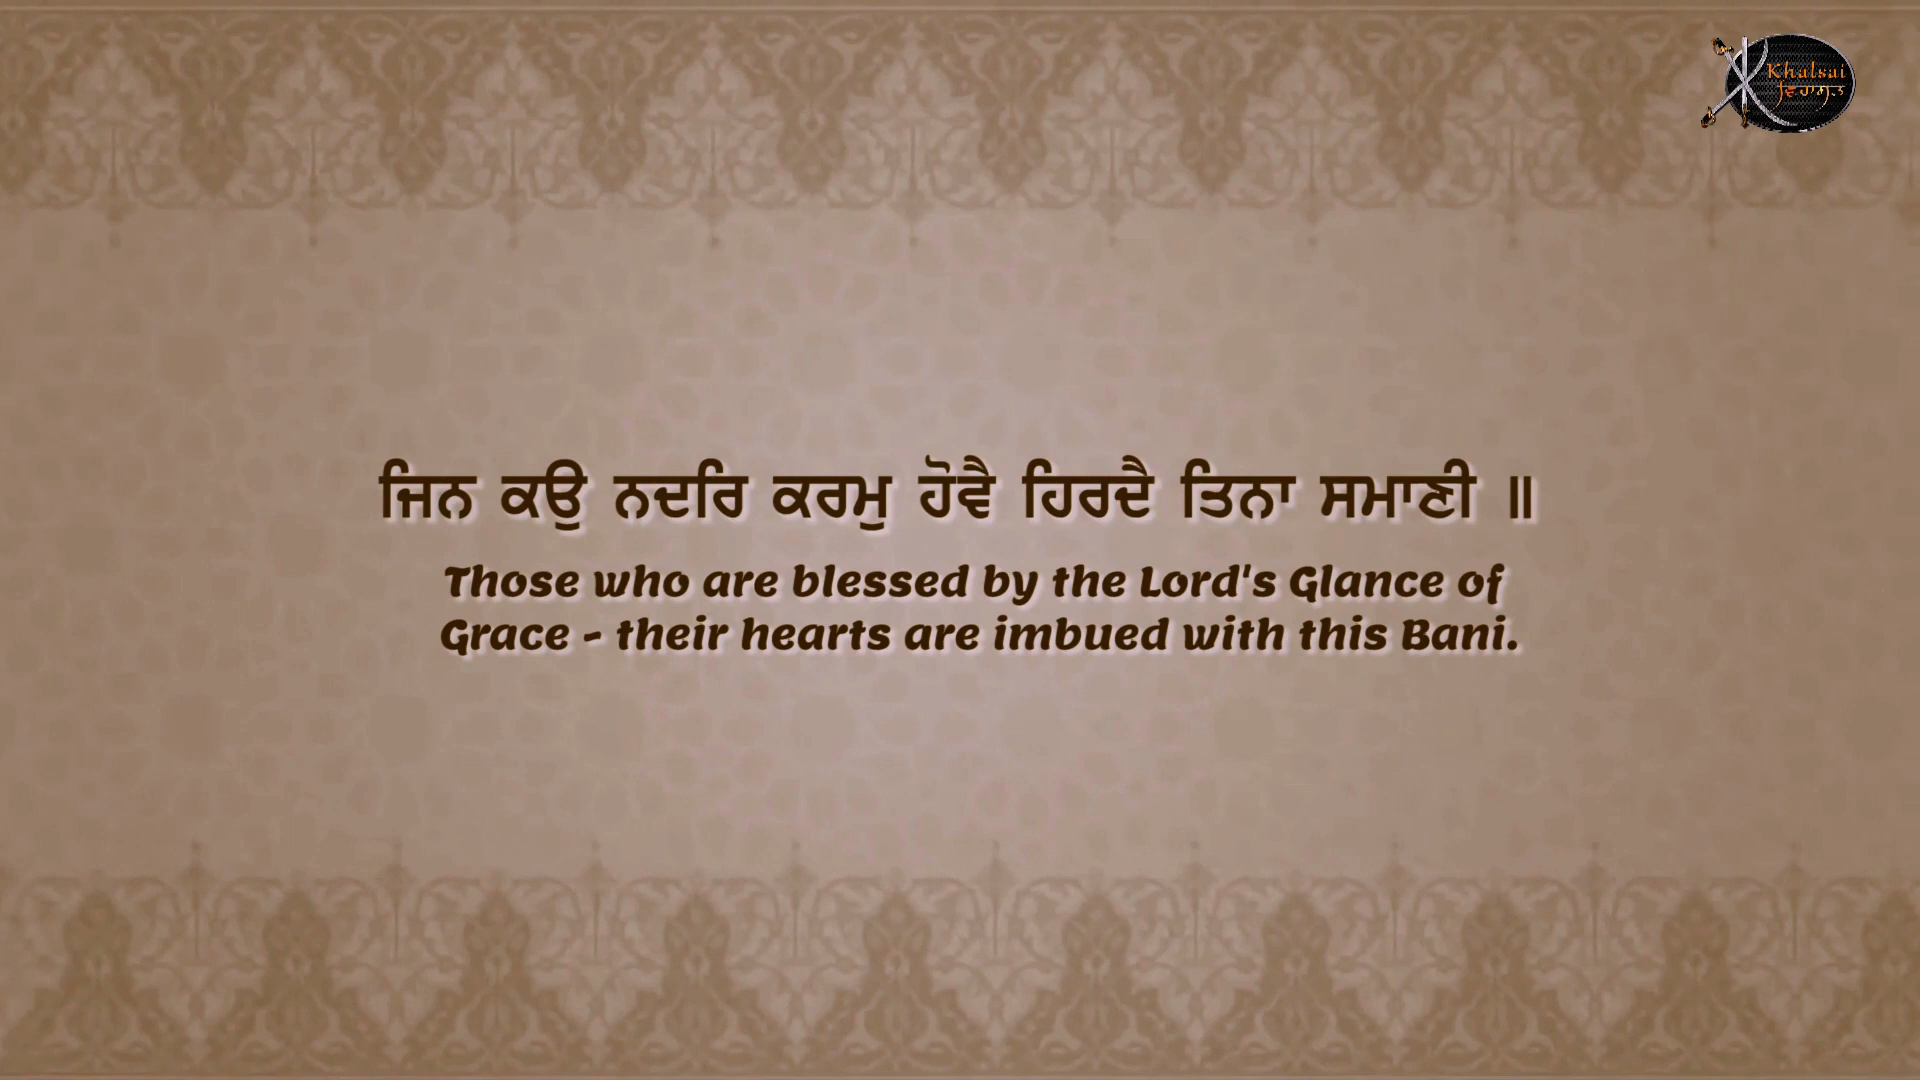 Khalsai
ਵਿਰਾਸਤ
ਜਿਨ ਕਉ ਨਦਰਿ ਕਰਮੁ ਹੋਵੈ ਹਿਰਦੈ ਤਿਨਾ ਸਮਾਣੀ ॥
Those who are blessed by the Lord's Glance of
Grace - their hearts are imbued with this Bani.